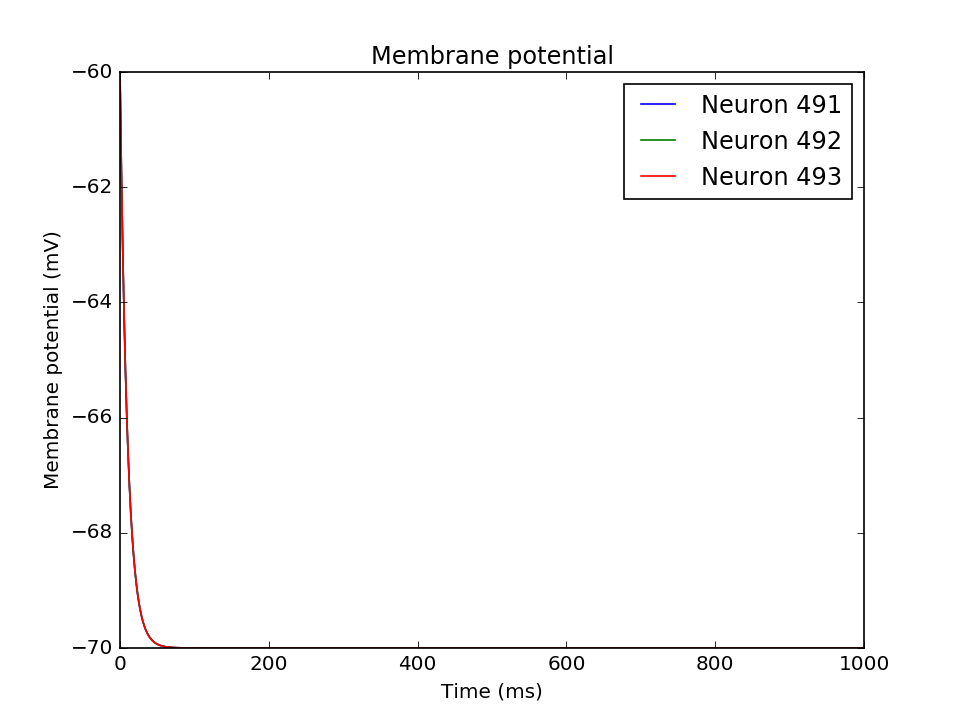 Membrane potential
Neuron 491
Neuron 492
Neuron 493
Membrane potential (mV)
−60
−62
−64
−66
−68
−70
0 200 400 600 800 1000
Time (ms)